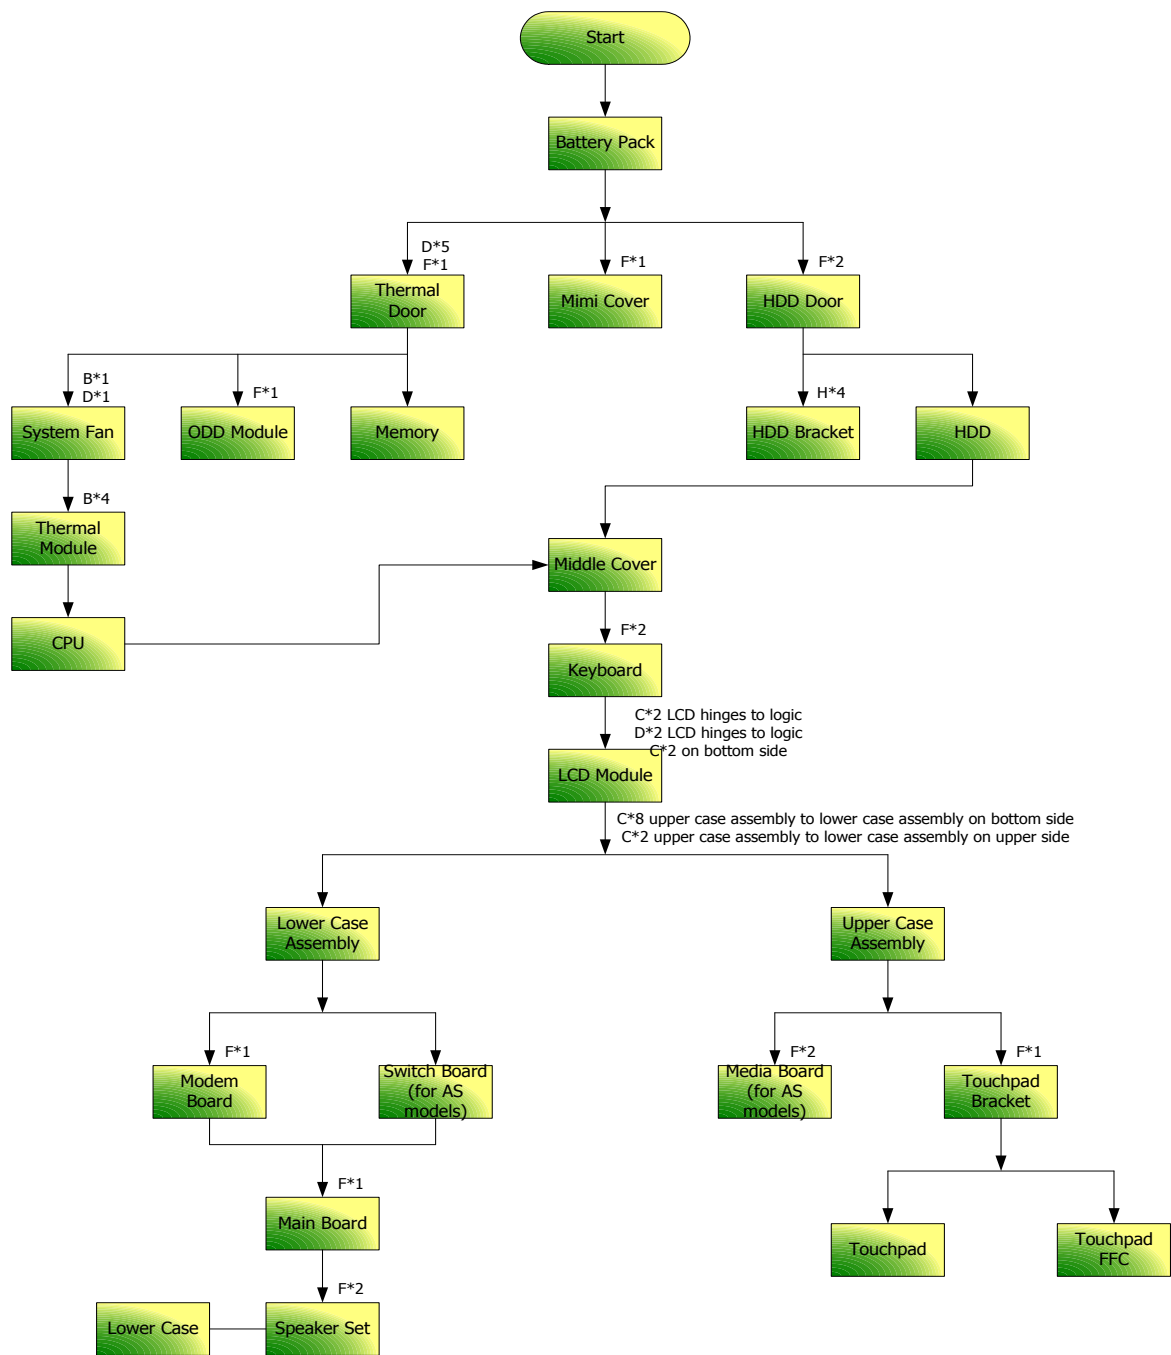 Start
Battery Pack
D*5
F*1
F*1
F*2
Thermal
Door
Mimi Cover
HDD Door
B*1
D*1
F*1
H*4
System Fan
ODD Module
Memory
HDD Bracket
HDD
B*4
Thermal
Module
Middle Cover
CPU
F*2
Keyboard
C*2 LCD hinges to logic
D*2 LCD hinges to logic
C*2 on bottom side
LCD Module
C*8 upper case assembly to lower case assembly on bottom side
C*2 upper case assembly to lower case assembly on upper side
Lower Case
Assembly
Upper Case
Assembly
F*1
F*2
F*1
Modem
Board
Switch Board
(for AS
models)
Media Board
(for AS
models)
Touchpad
Bracket
F*1
Main Board
Touchpad
Touchpad
FFC
F*2
Lower Case
Speaker Set